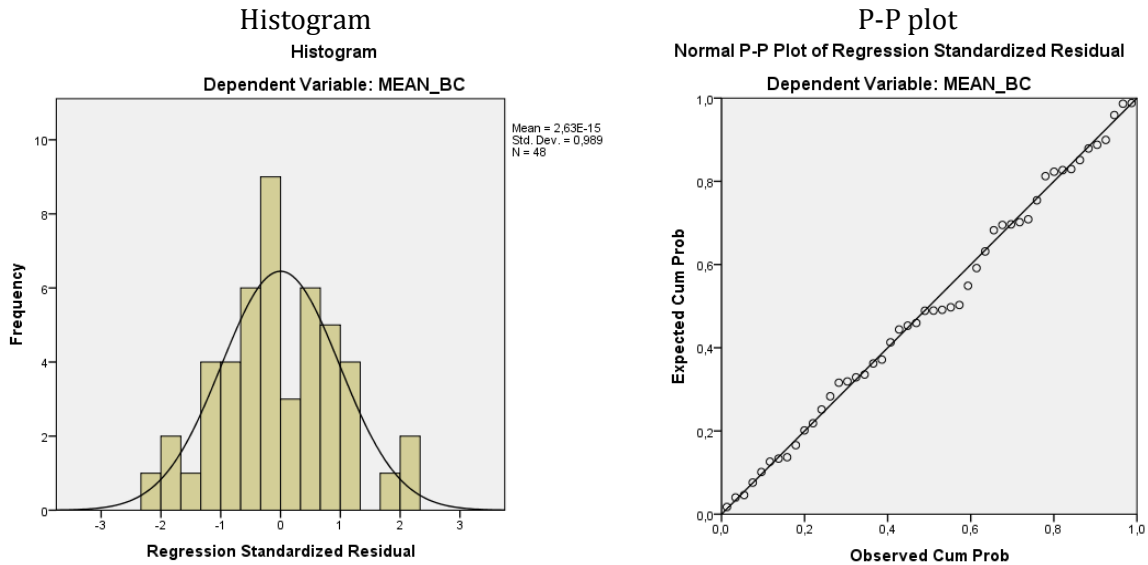 Histogram
Histogram
Dependent Variable: MEAN_BC
Mean = 2,63E-15
Std. Dev. = 0,989
N = 48
10
8
6
4
2
0
Frequency
-3 -2 -1 0 1 2 3
Regression Standardized Residual
P-P plot
Normal P-P Plot of Regression Standardized Residual
Dependent Variable: MEAN_BC
1,0
0,8
0,6
0,4
0,2
0,0
Expected Cum Prob
0,0 0,2 0,4 0,6 0,8 1,0
Observed Cum Prob